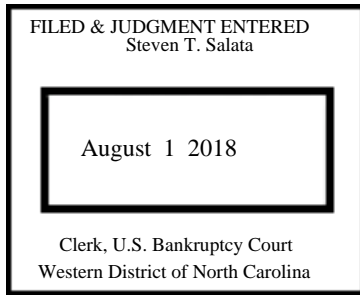 FILED & JUDGMENT ENTERED
Steven T. Salata
August 1 2018
Clerk, U.S. Bankruptcy Court
Western District of North Carolina